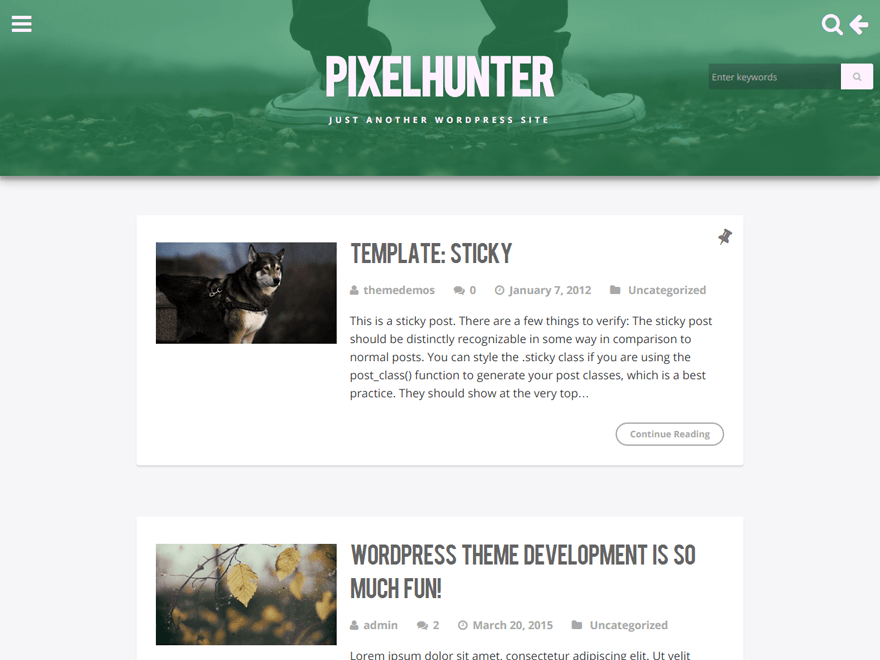 PIXELHUNTER
Enter keywords
JUST ANOTHER WORDPRESS SITE
TEMPLATE: STICKY
themedemos 0 January 7, 2012 Uncategorized
This is a sticky post. There are a few things to verify: The sticky post
should be distinctly recognizable in some way in comparison to
normal posts. You can style the .sticky class if you are using the
post_class() function to generate your post classes, which is a best
practice. They should show at the very top…
Continue Reading
WORDPRESS THEME DEVELOPMENT IS SO
MUCH FUN!
admin 2 March 20, 2015 Uncategorized
Lorem ipsum dolor sit amet, consectetur adipiscing elit. Ut velit